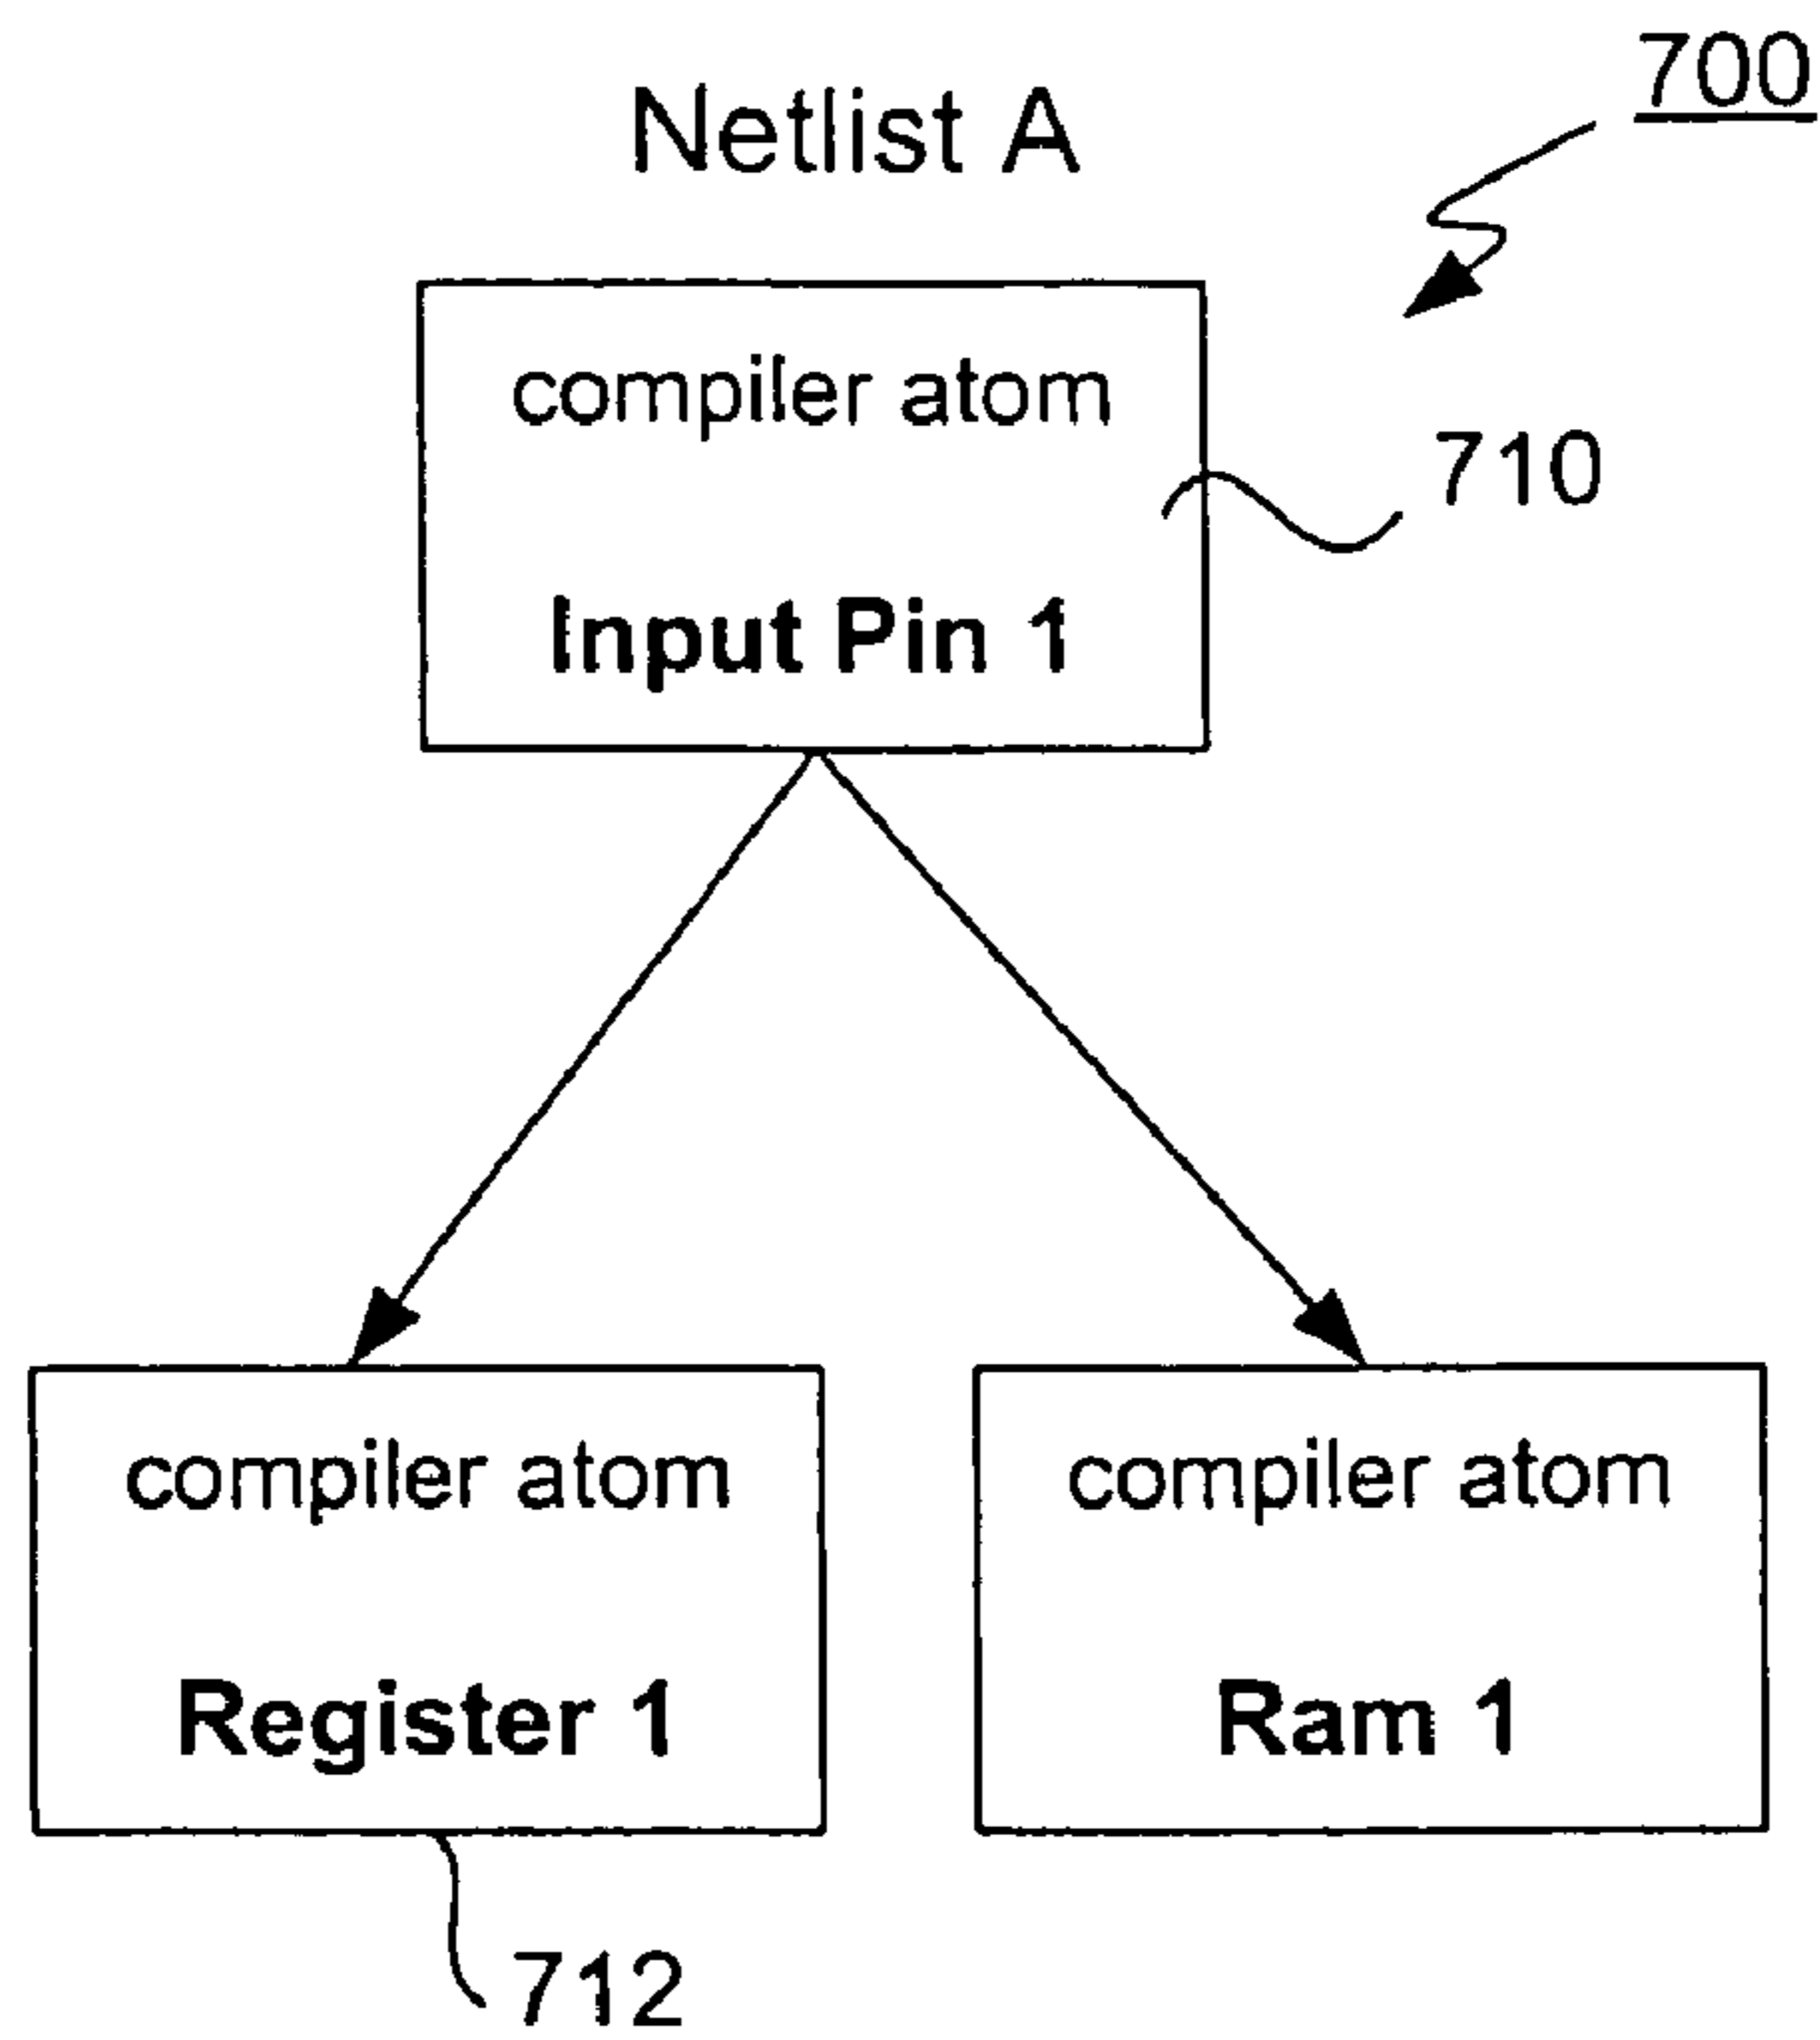 700
Netlist A
compiler atom
710
Input Pin 1
compiler atom
Register 1
compiler atom
Ram 1
712